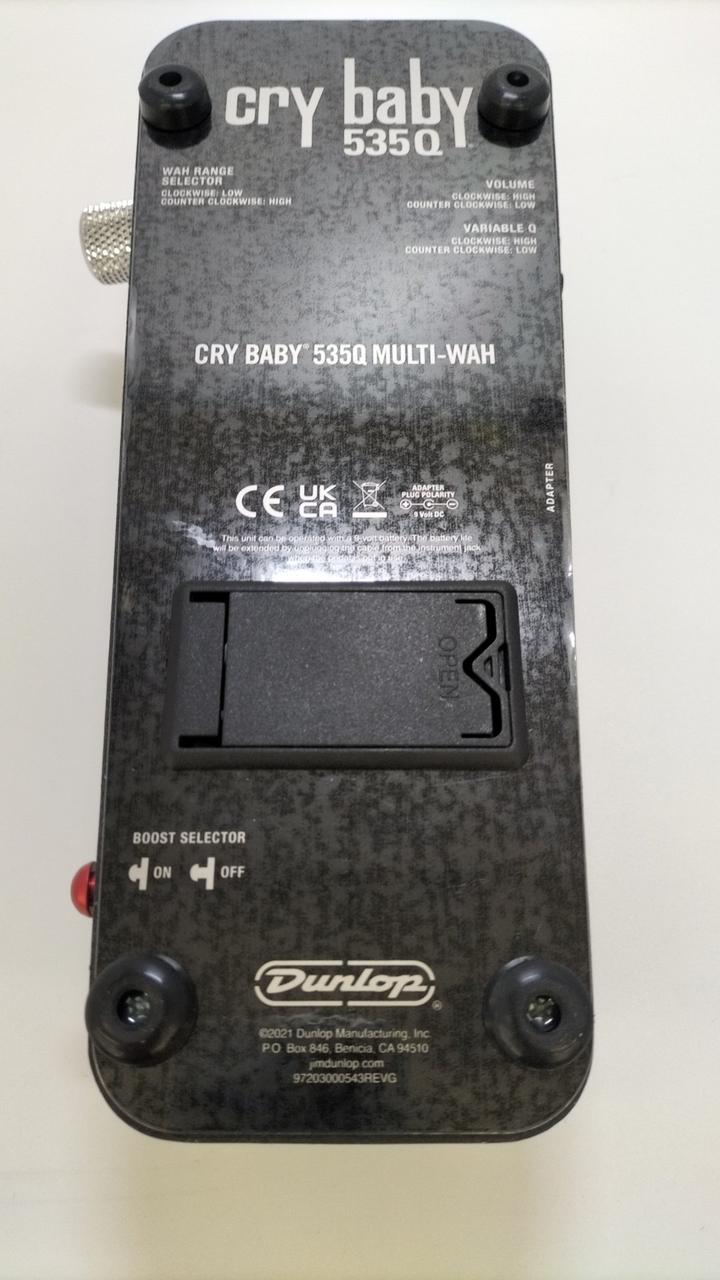 cry baby
535Q
WAH RANGE
SELECTOR
CLOCKWISE: LOW
COUNTER CLOCKWISE: HIGH
VOLUME
CLOCKWISE: HIGH
COUNTER CLOCKWISE: LOW
VARIABLE Q
CLOCKWISE: HIGH
COUNTER CLOCKWISE: LOW
CRY BABY® 535Q MULTI-WAH
ADAPTER
CE UK
CA
ADAPTER
PLUG POLARITY
9 Volt DC
This unit can be operated with a 9-volt battery. The battery life
will be extended by unplugging the cable from the instrument jack
when the
OPEN
BOOST SELECTOR
ON OFF
Dunlop®
©2021 Dunlop Manufacturing, Inc.
P.O. Box 846, Benicia, CA 94510
jimdunlop.com
97203000543REVG